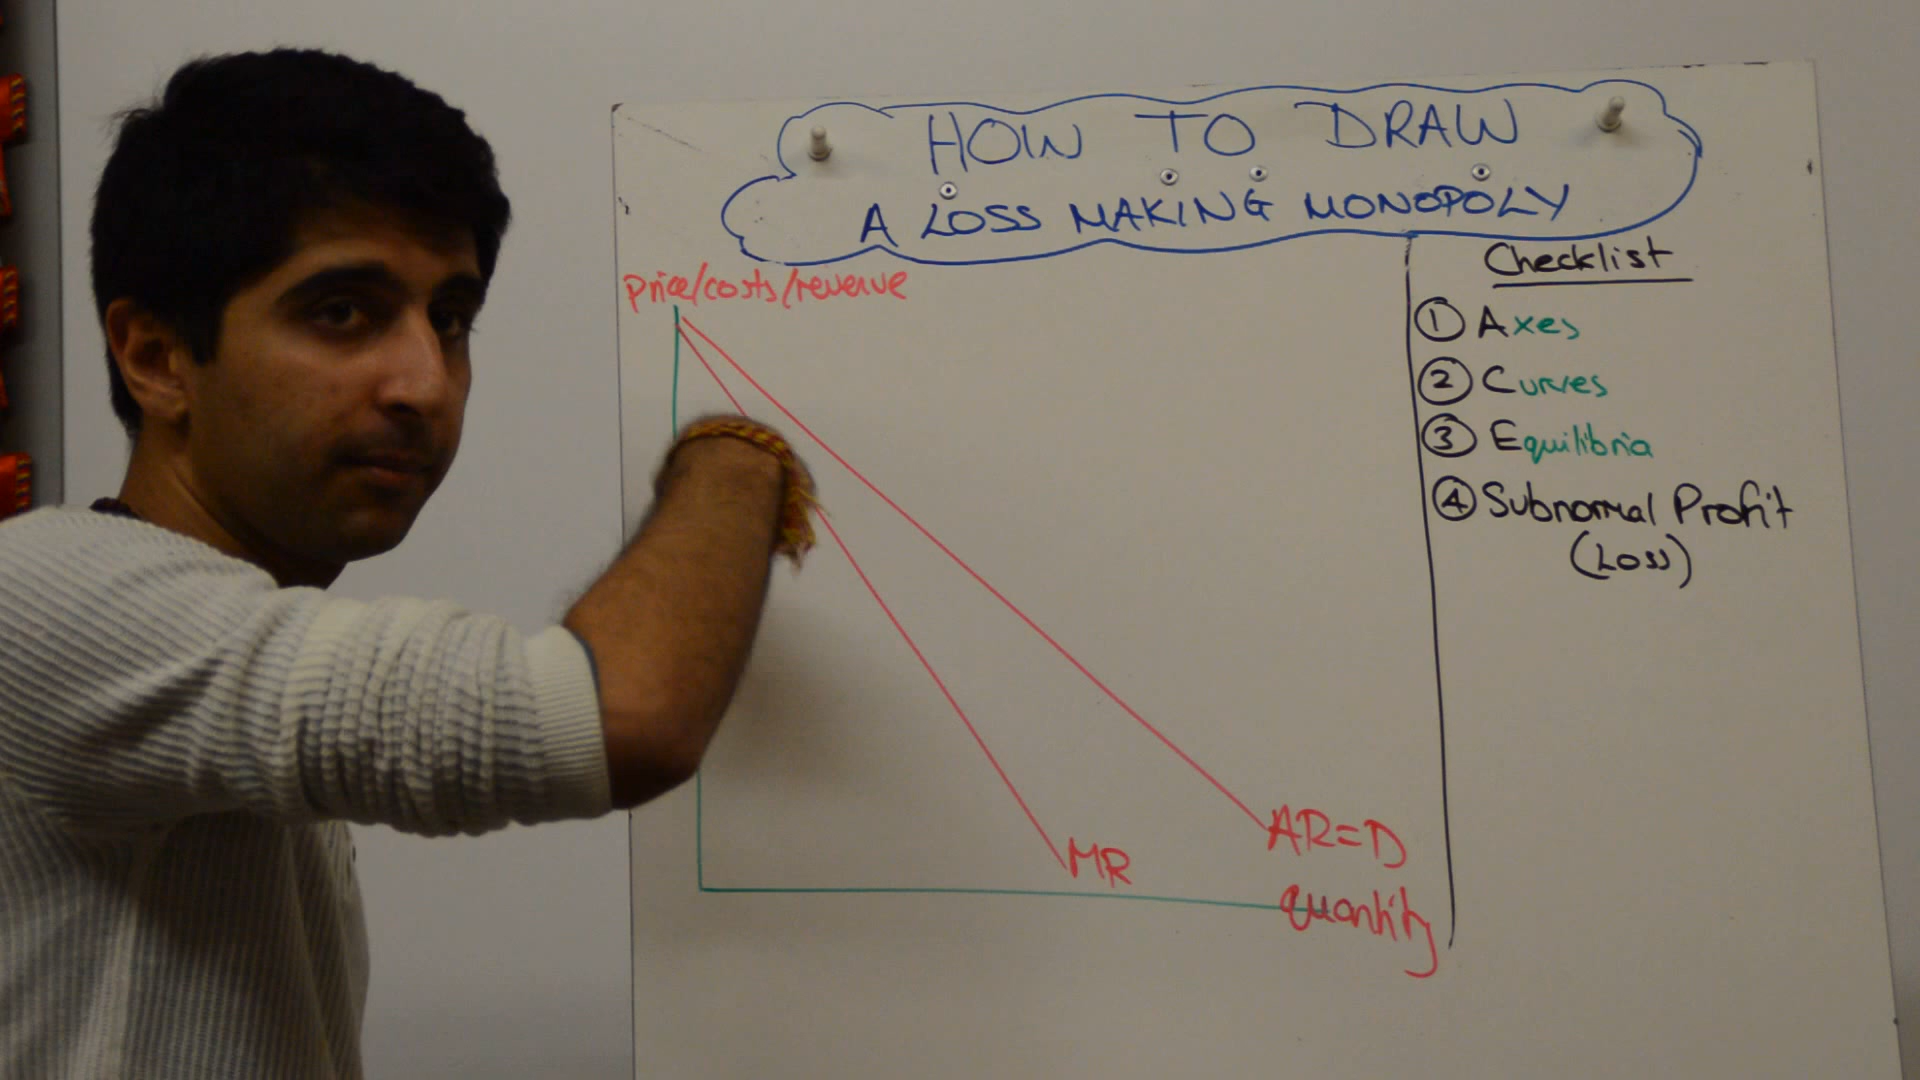 HOW TO DRAW
A LOSS MAKING MONOPOLY
Price/costs/revenue
MR
AR=D
quantity
Checklist
① Axes
② Curves
③ Equilibria
④ Subnormal Profit
(Loss)